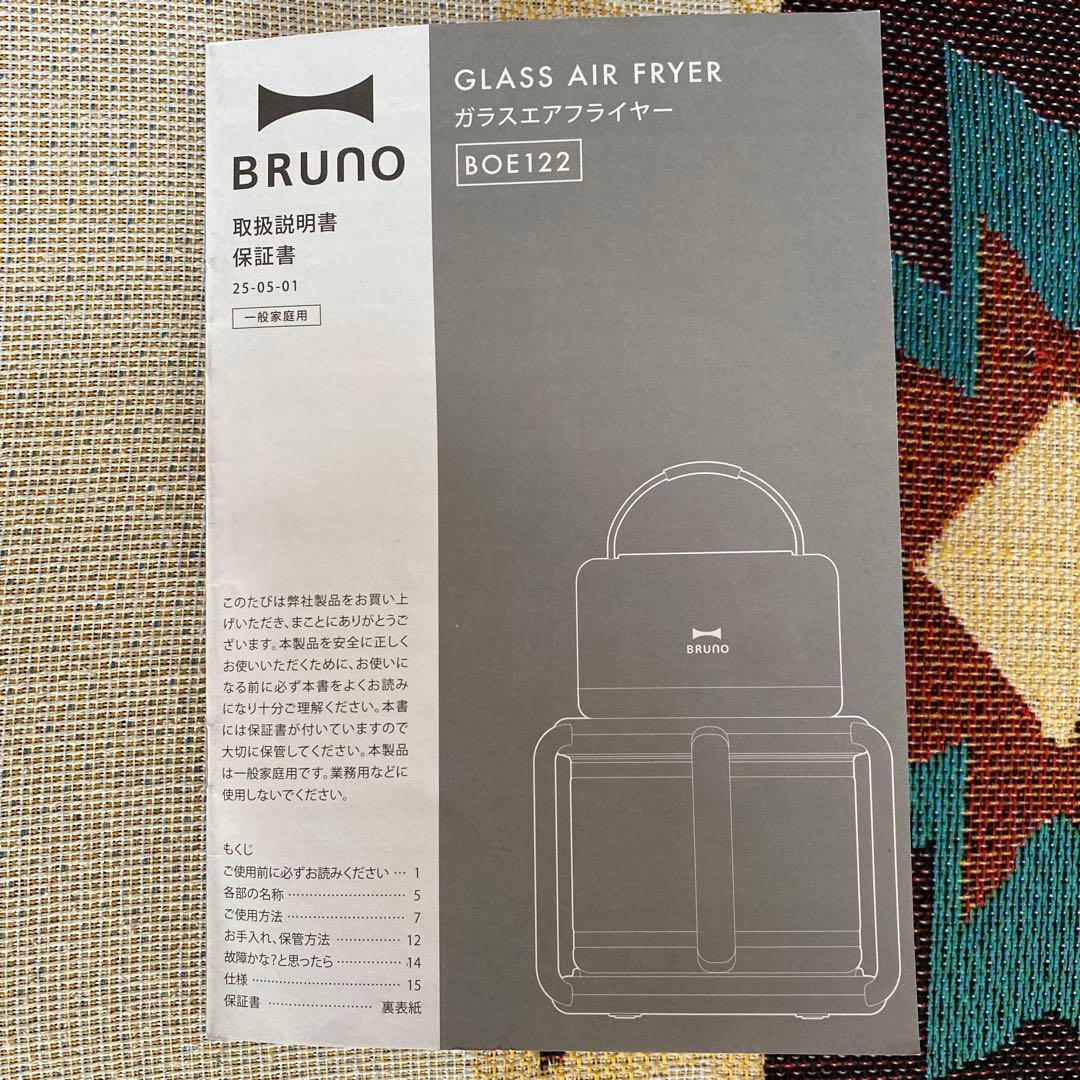 BRUNO
取扱説明書
保証書
25-05-01
一般家庭用
GLASS AIR FRYER
ガラスエアフライヤー
BOE122
BRUNO
このたびは弊社製品をお買い上
げいただき、まことにありがとうご
ざいます。本製品を安全に正しく
お使いいただくために、お使いに
なる前に必ず本書をよくお読み
になり十分ご理解ください。本書
には保証書が付いていますので
大切に保管してください。本製品
は一般家庭用です。業務用などに
使用しないでください。
もくじ
ご使用前に必ずお読みください … 1
各部の名称 ………………………… 5
ご使用方法 ………………………… 7
お手入れ、保管方法 …………… 12
故障かな?と思ったら …………… 14
仕様 ………………………………… 15
保証書 ……………………… 裏表紙